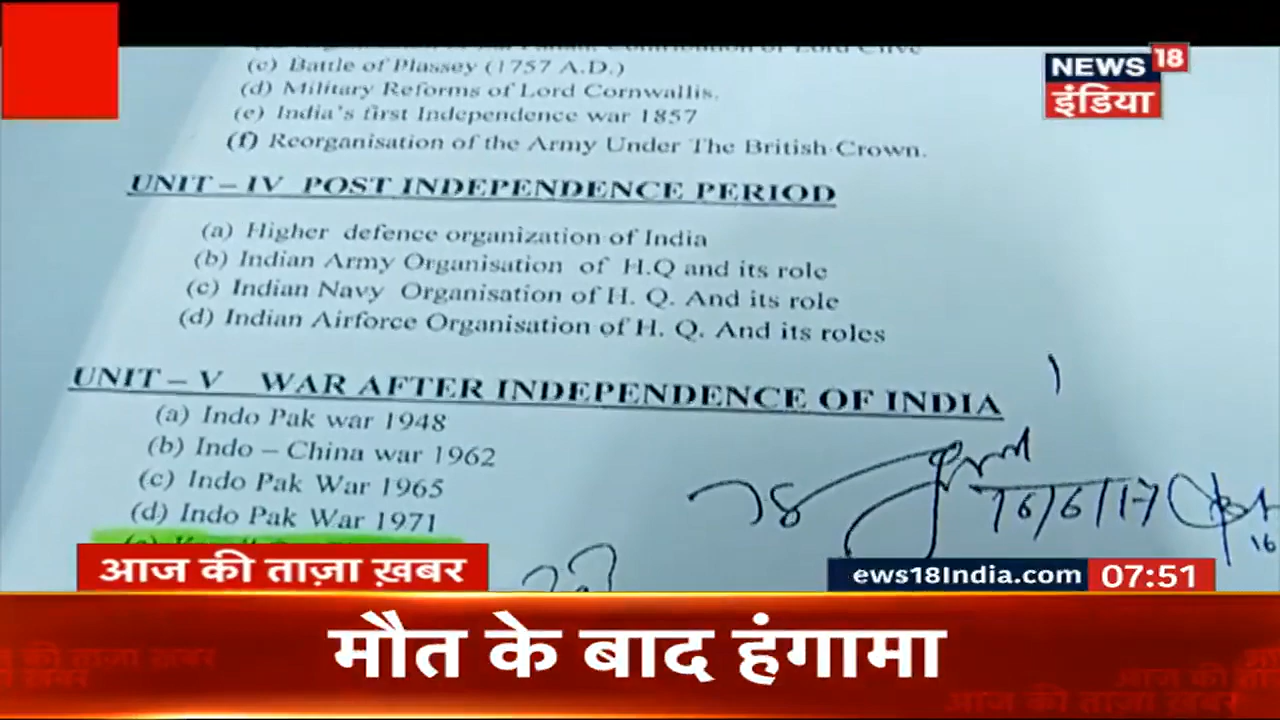 (c) Battle of Plassey (1757 A.D.)
(d) Military Reforms of Lord Cornwallis.
(e) India's first Independence war 1857
(f) Reorganisation of the Army Under The British Crown.
UNIT – IV POST INDEPENDENCE PERIOD
(a) Higher defence organization of India
(b) Indian Army Organisation of H.Q and its role
(c) Indian Navy Organisation of H. Q. And its role
(d) Indian Airforce Organisation of H. Q. And its roles
UNIT – V WAR AFTER INDEPENDENCE OF INDIA
(a) Indo Pak war 1948
(b) Indo – China war 1962
(c) Indo Pak War 1965
(d) Indo Pak War 1971
16/6/17
16
NEWS 18
इंडिया
आज की ताज़ा ख़बर
ews18India.com 07:51
मौत के बाद हंगामा
की ताज़ा ख़बर
आज की ताज़ा ख़बर